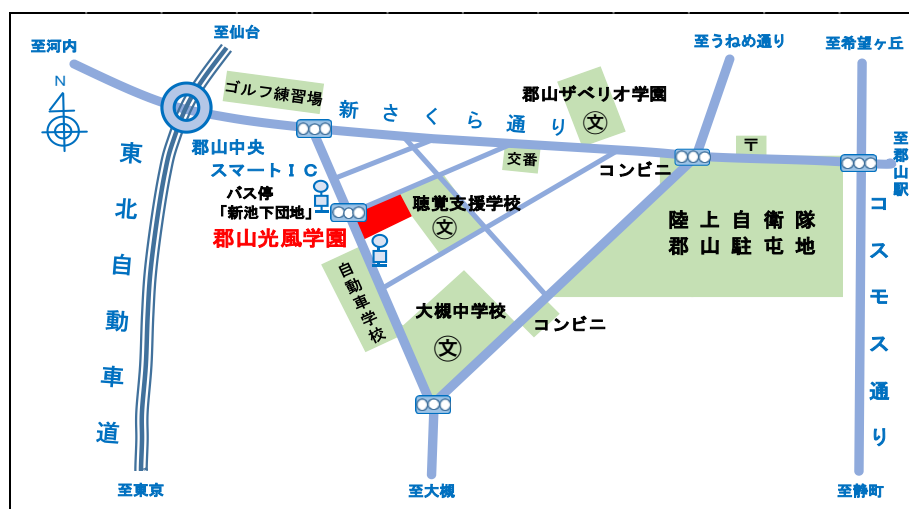 至仙台
至河内
至うねめ通り
至希望ヶ丘
N
ゴルフ練習場
新さくら通り
郡山ザベリオ学園
文
〒
至郡山駅
交番
コンビニ
郡山中央
スマートＩＣ
バス停
「新池下団地」
郡山光風学園
聴覚支援学校
文
陸上自衛隊
郡山駐屯地
東北自動車道
自動車学校
大槻中学校
文
コンビニ
コスモス通り
至東京
至大槻
至静町